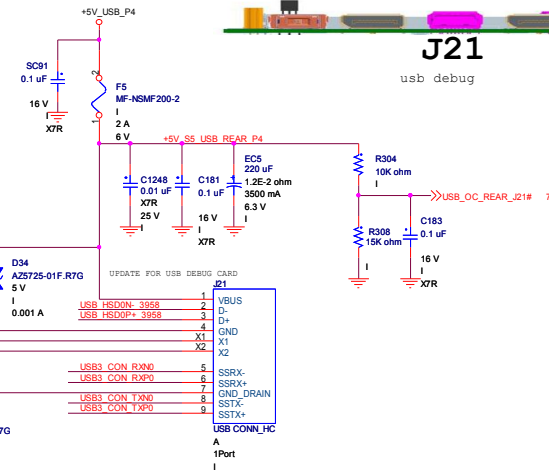 +5V_USB_P4
SC91
0.1 uF
16 V
I
X7R
2
F5
MF-NSMF200-2
I
2 A
6 V
1
J21
usb debug
+5V_S5_USB_REAR_P4
C1248
0.01 uF
X7R
25 V
I
C181
0.1 uF
16 V
I
X7R
EC5
220 uF
1.2E-2 ohm
3500 mA
6.3 V
I
R304
10K ohm
I
USB_OC_REAR_J21# 7
R308
15K ohm
I
C183
0.1 uF
16 V
I
X7R
D34
AZ5725-01F.R7G
5 V
I
0.001 A
UPDATE FOR USB DEBUG CARD
J21
1 VBUS
USB_HSD0N-_3958 2 D-
USB_HSD0P+_3958 3 D+
4 GND
X1 X1
X2 X2
USB3_CON_RXN0 5 SSRX-
USB3_CON_RXP0 6 SSRX+
7 GND_DRAIN
USB3_CON_TXN0 8 SSTX-
USB3_CON_TXP0 9 SSTX+
7G
USB CONN_HC
A
1Port
I